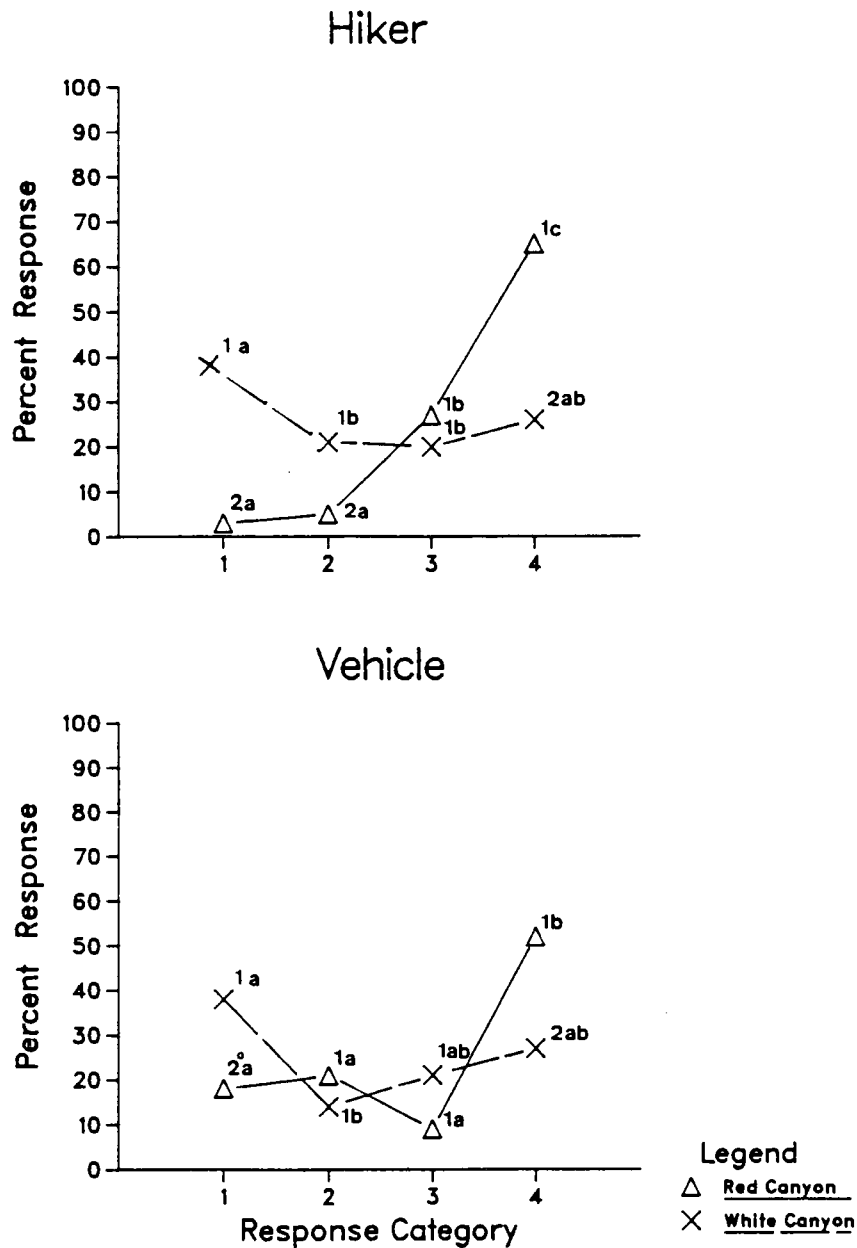 Hiker
Percent Response
100
90
80
70
60
50
40
30
20
10
0
1 a
1b
1b
1b
2ab
1c
2a
2a
1 2 3 4
Vehicle
Percent Response
100
90
80
70
60
50
40
30
20
10
0
1 a
2°a
1a
1b
1ab
1a
1b
2ab
1 2 3 4
Response Category
Legend
△ Red Canyon
× White Canyon